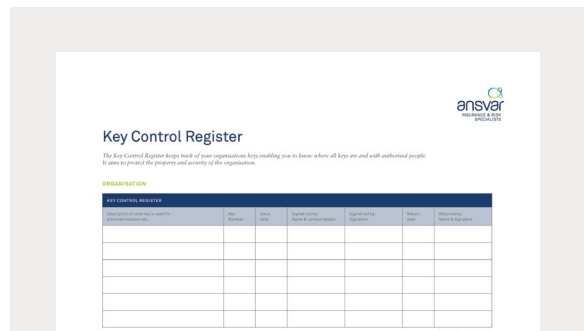 ansvar
INSURANCE & RISK
SPECIALISTS
Key Control Register
The Key Control Register keeps track of your organisations keys enabling you to know where all keys are and with authorised people.
It aims to protect the property and security of the organisation.
ORGANISATION
KEY CONTROL REGISTER
Description of what key is used for -
Key
Number
Issue
date
Signed out by:
Name & contact details
Signed out by:
Signature
Return
date
Returned by:
Name & Signature